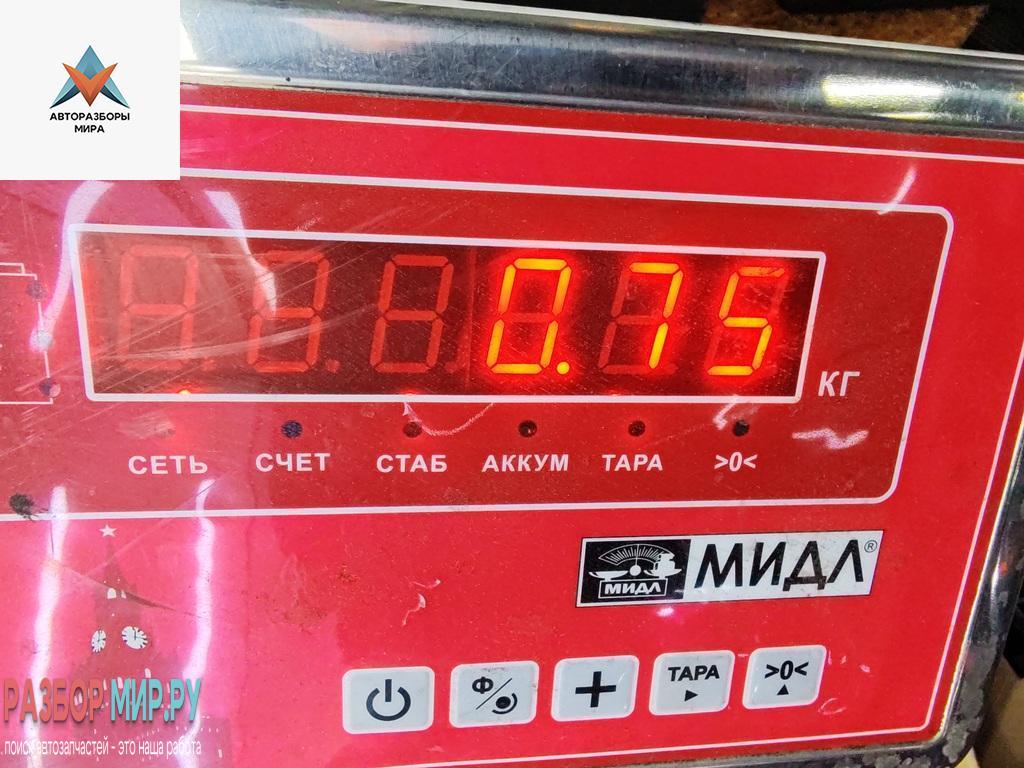 АВТОРАЗБОРЫ
МИРА
0.75
КГ
СЕТЬ СЧЕТ СТАБ АККУМ ТАРА >0<
МИДЛ МИДЛ®
Ф ТАРА >0<
РАЗБОР МИР.РУ
поиск автозапчастей - это наша работа